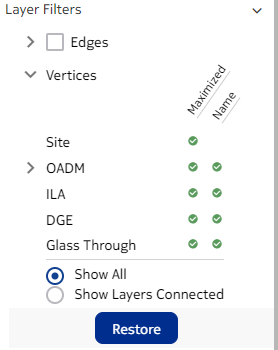 Layer Filters
Edges
Vertices
Maximized
Name
Site
OADM
ILA
DGE
Glass Through
Show All
Show Layers Connected
Restore